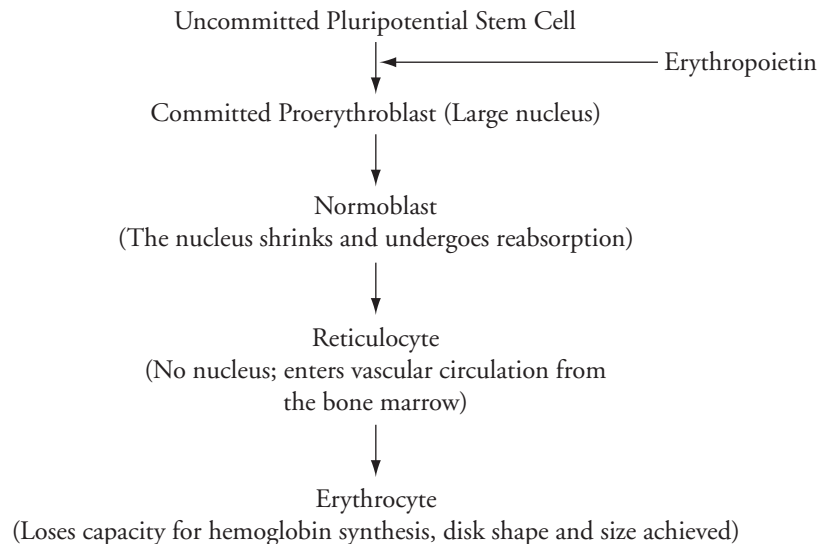 Uncommitted Pluripotential Stem Cell
Erythropoietin
Committed Proerythroblast (Large nucleus)
Normoblast
(The nucleus shrinks and undergoes reabsorption)
Reticulocyte
(No nucleus; enters vascular circulation from
the bone marrow)
Erythrocyte
(Loses capacity for hemoglobin synthesis, disk shape and size achieved)